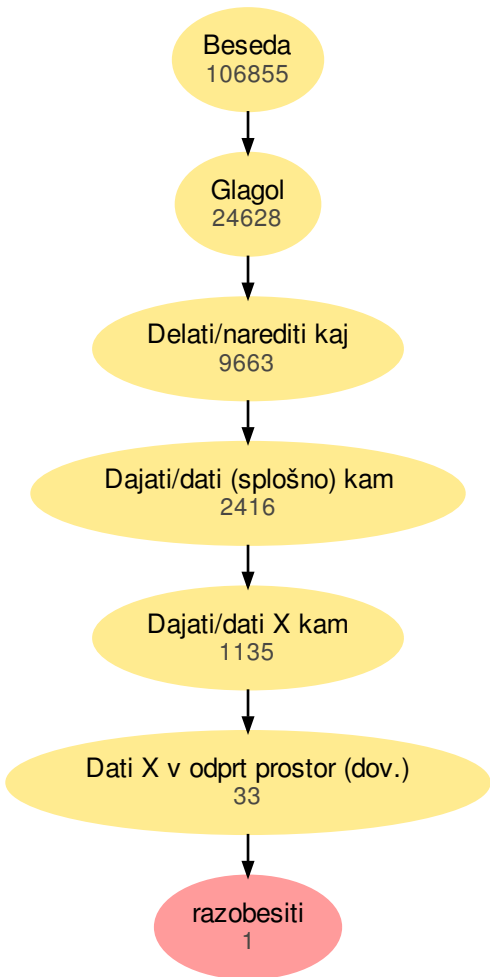 Beseda
106855
Glagol
24628
Delati/narediti kaj
9663
Dajati/dati (splošno) kam
2416
Dajati/dati X kam
1135
Dati X v odprt prostor (dov.)
33
razobesiti
1